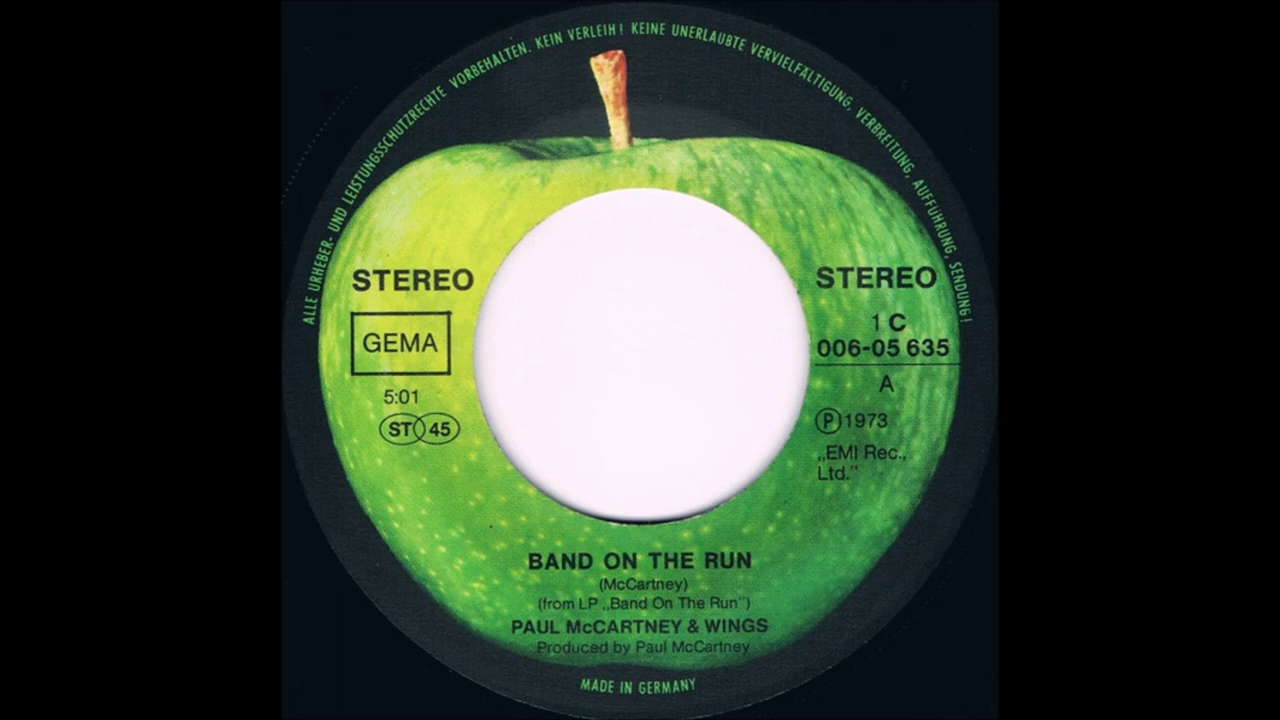 ALLE URHEBER- UND LEISTUNGSSCHUTZRECHTE VORBEHALTEN. KEIN VERLEIH! KEINE UNERLAUBTE VERVIELFÄLTIGUNG, VERBREITUNG, AUFFÜHRUNG, SENDUNG!
STEREO
GEMA
5:01
ST 45
STEREO
1 C
006-05 635
A
Ⓟ 1973
„EMI Rec.,
Ltd.”
BAND ON THE RUN
(McCartney)
(from LP „Band On The Run”)
PAUL McCARTNEY & WINGS
Produced by Paul McCartney
MADE IN GERMANY